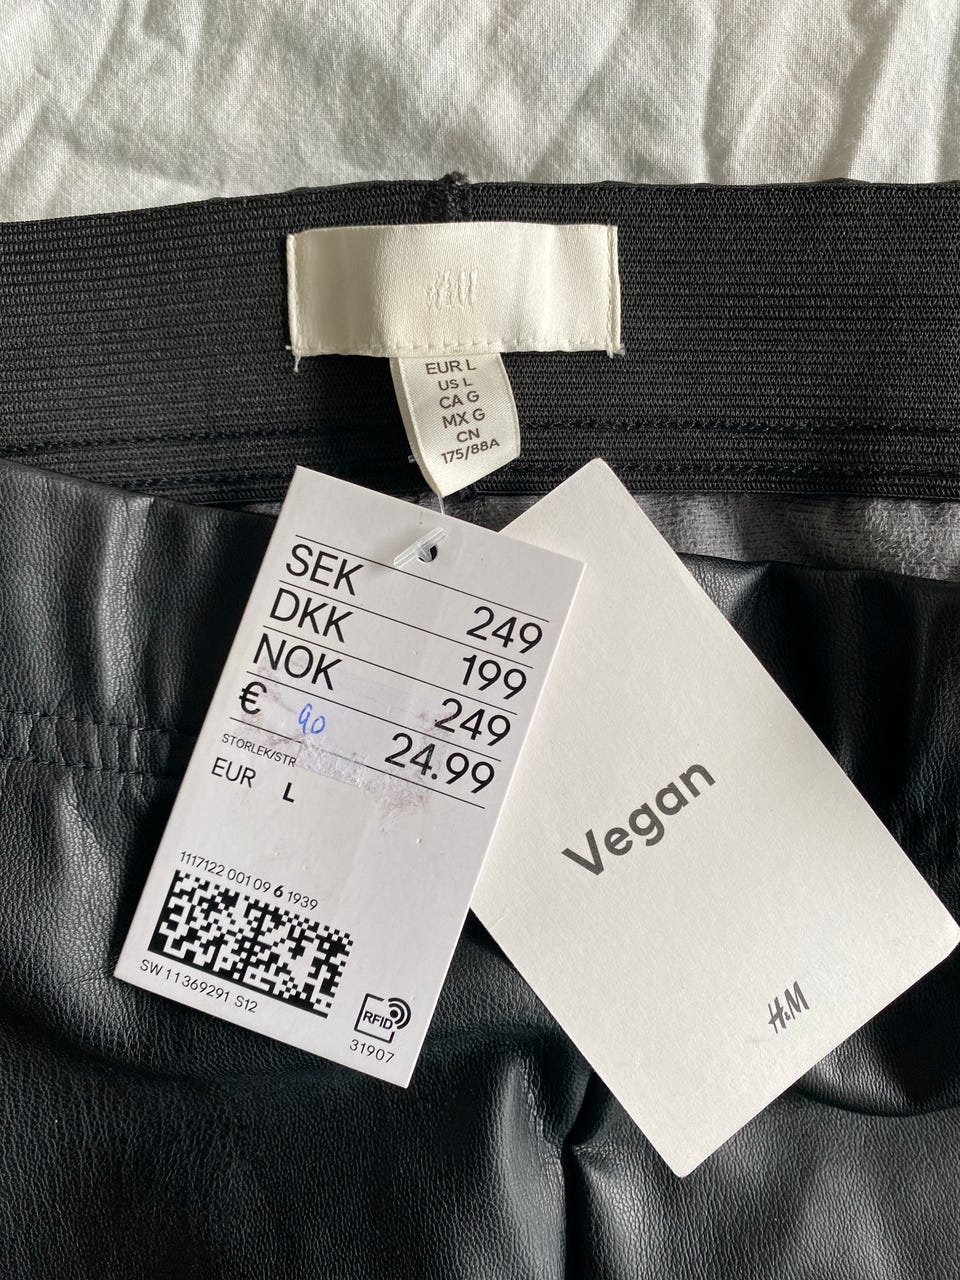 H&M
EUR L
US L
CA G
MX G
CN
175/88A
SEK 249
DKK 199
NOK 249
€ 90 24.99
STORLEK/STR
EUR L
1117122 001 09 6 1939
SW 11369291 S12
RFID
31907
Vegan
H&M